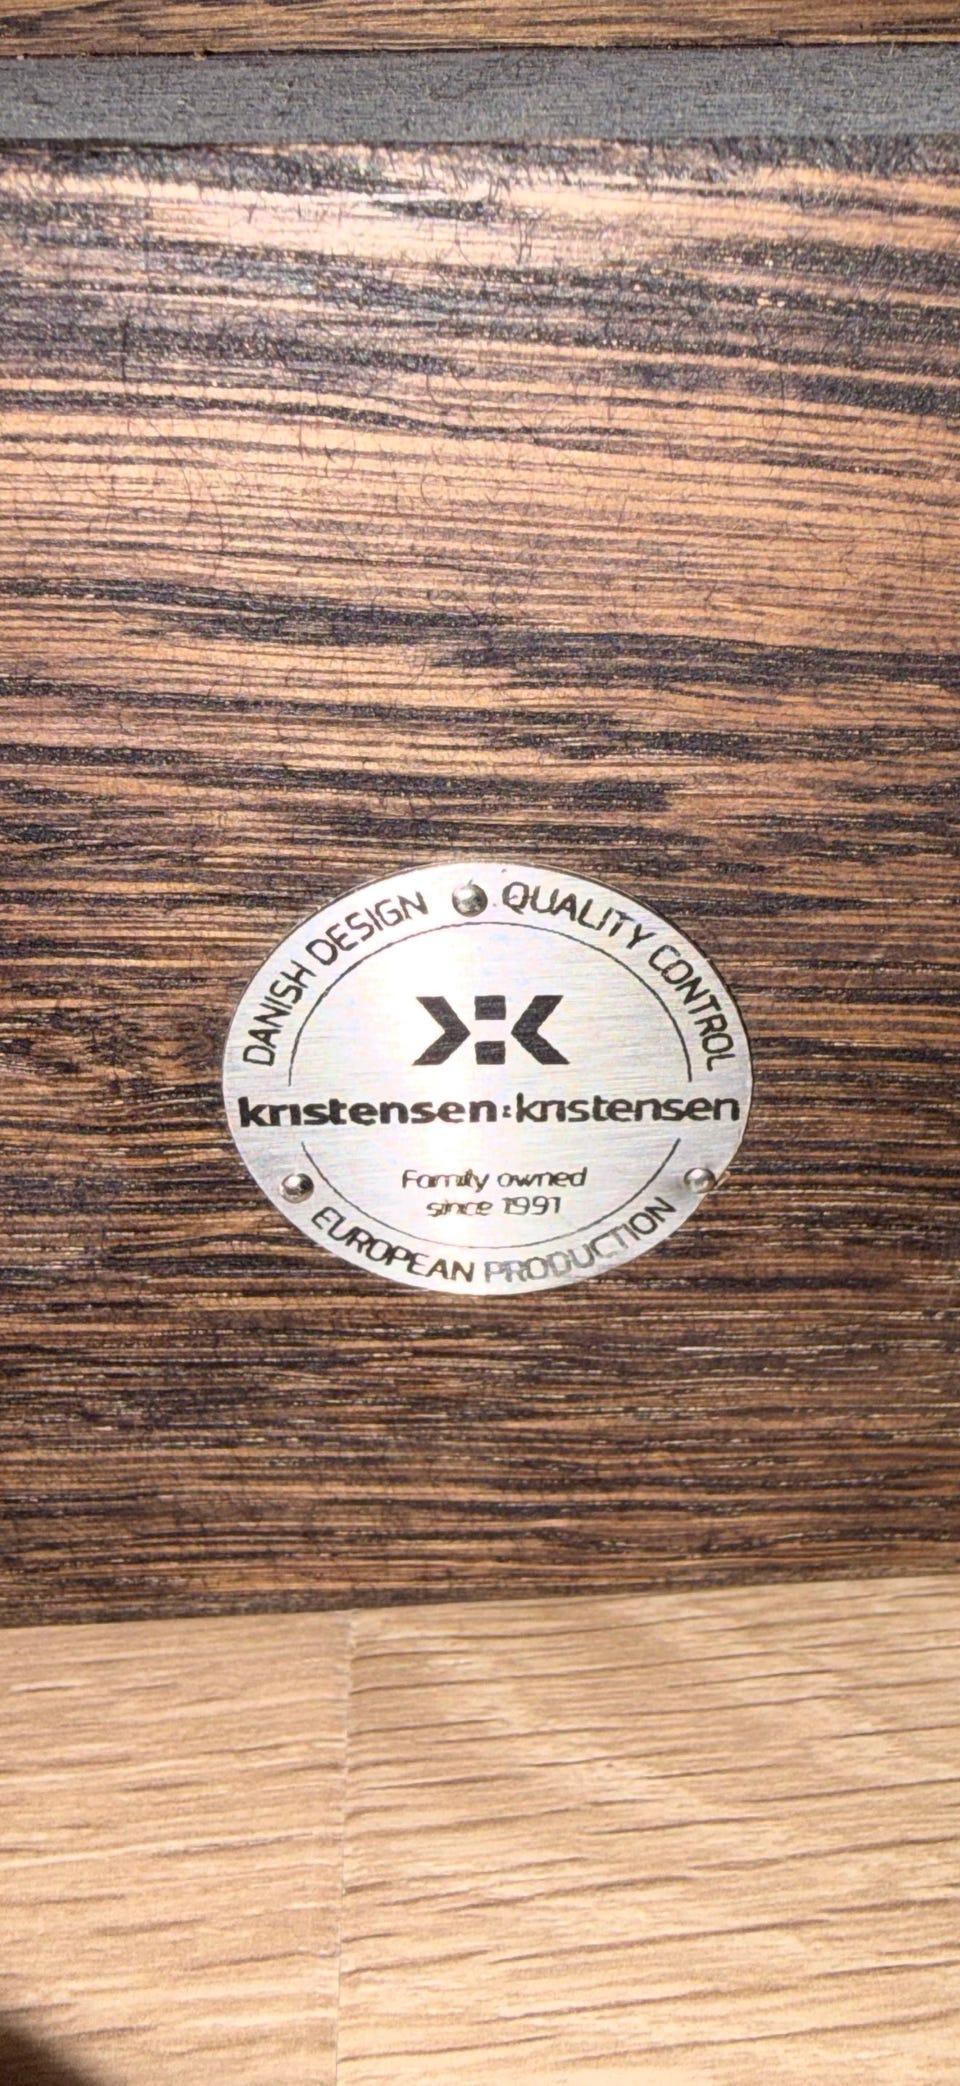 DANISH DESIGN QUALITY CONTROL
kristensen:kristensen
Family owned
since 1991
EUROPEAN PRODUCTION